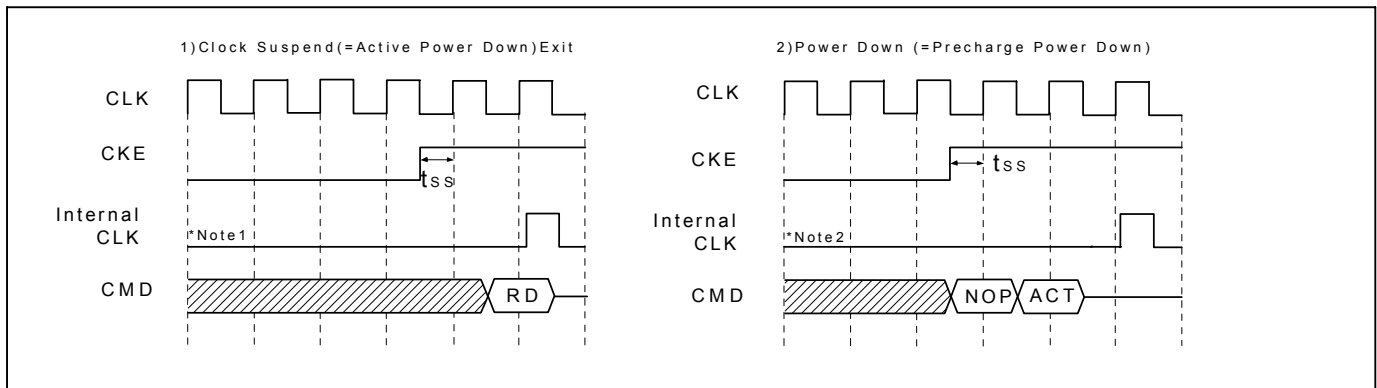 1)Clock Suspend(=Active Power Down)Exit
CLK
CKE
tss
Internal
CLK
*Note1
CMD
RD
2)Power Down (=Precharge Power Down)
CLK
CKE
tss
Internal
CLK
*Note2
CMD
NOP
ACT